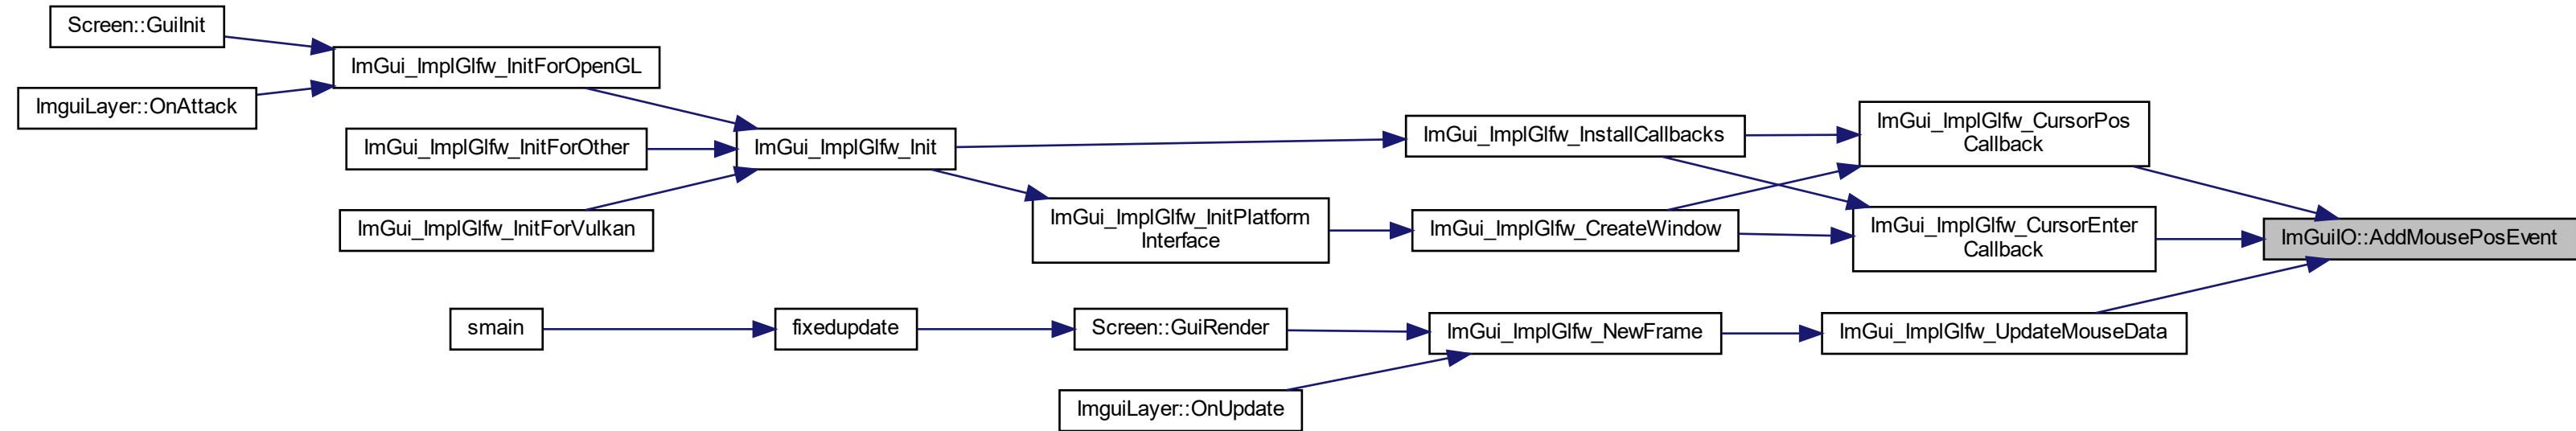 Screen::GuiInit
ImGui_ImplGlfw_InitForOpenGL
ImguiLayer::OnAttack
ImGui_ImplGlfw_InitForOther
ImGui_ImplGlfw_Init
ImGui_ImplGlfw_InitForVulkan
ImGui_ImplGlfw_InstallCallbacks
ImGui_ImplGlfw_CursorPos
Callback
ImGui_ImplGlfw_InitPlatform
Interface
ImGui_ImplGlfw_CreateWindow
ImGui_ImplGlfw_CursorEnter
Callback
ImGuiIO::AddMousePosEvent
smain
fixedupdate
Screen::GuiRender
ImGui_ImplGlfw_NewFrame
ImGui_ImplGlfw_UpdateMouseData
ImguiLayer::OnUpdate